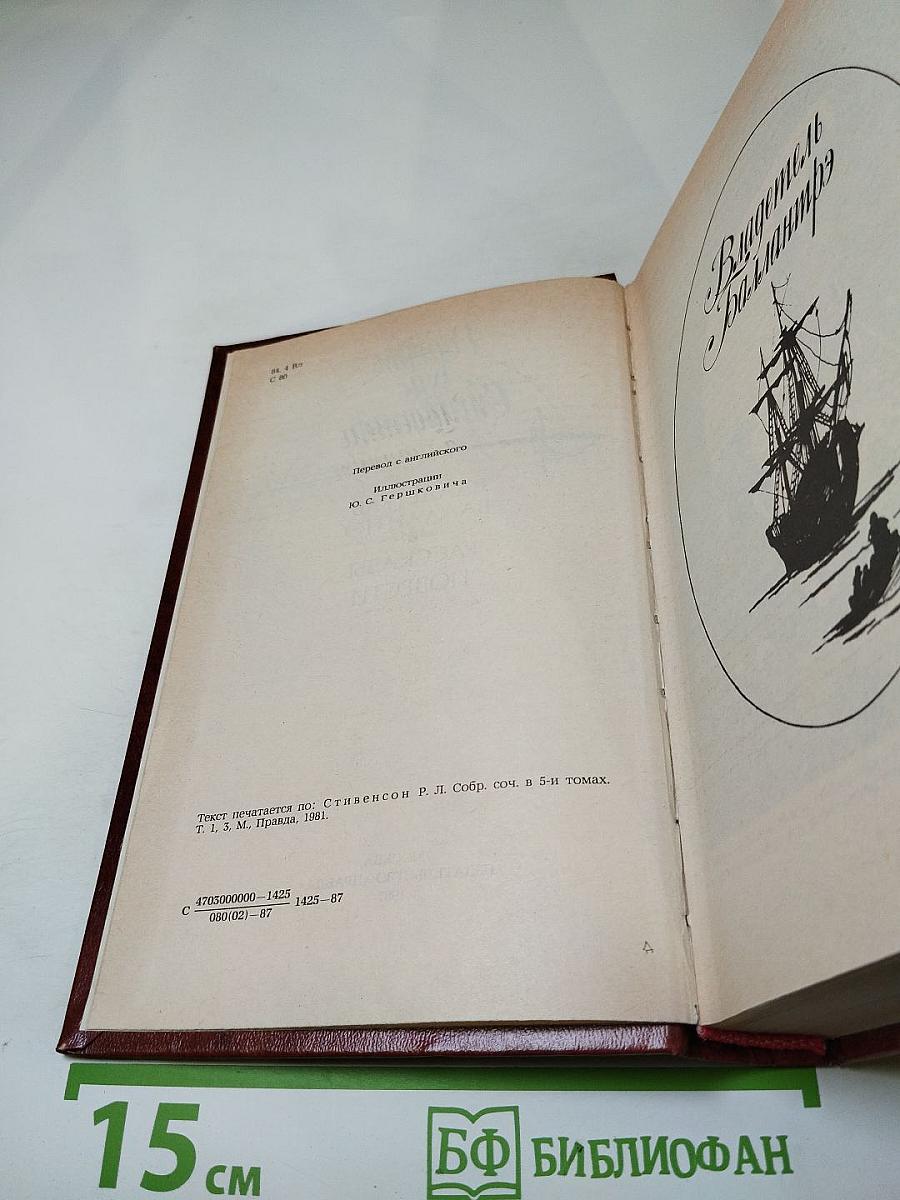 84. 4 Вл
С 80
Перевод с английского
Иллюстрации
Ю. С. Гершковича
Текст печатается по: Стивенсон Р. Л. Собр. соч. в 5-и томах.
Т. 1, 3, М., Правда, 1981.
С 4703000000—1425
080(02)—87
1425—87
Владетель
Баллантрэ
15 см
БФ БИБЛИОФАН